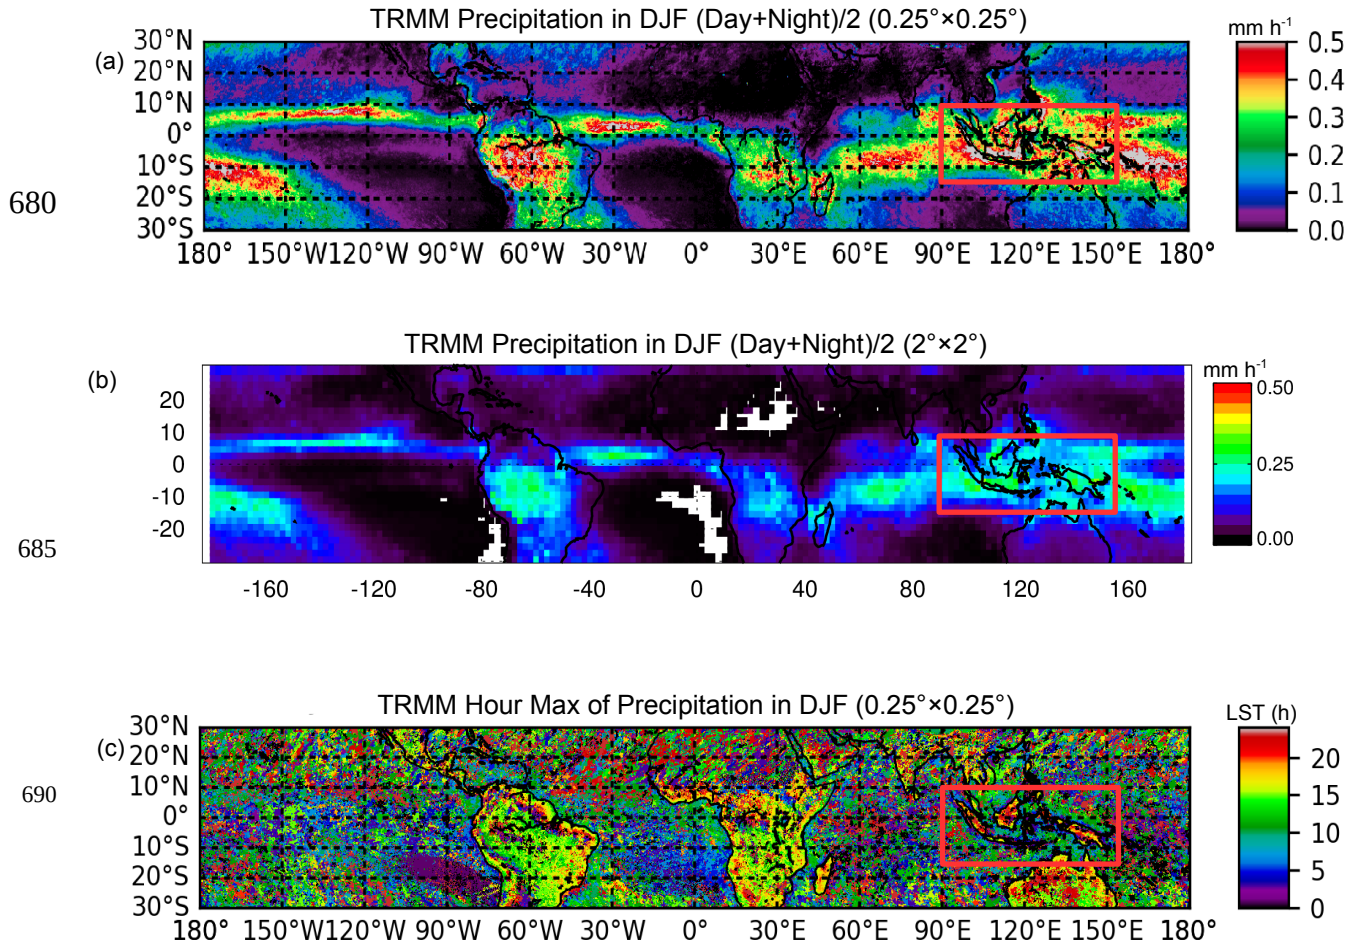 TRMM Precipitation in DJF (Day+Night)/2 (0.25°×0.25°)
mm h-1
(a)
30°N
20°N
10°N
0°
10°S
20°S
30°S
0.5
0.4
0.3
0.2
0.1
0.0
680
180° 150°W 120°W 90°W 60°W 30°W 0° 30°E 60°E 90°E 120°E 150°E 180°
TRMM Precipitation in DJF (Day+Night)/2 (2°×2°)
mm h-1
(b)
20
10
0
-10
-20
0.50
0.25
0.00
685
-160 -120 -80 -40 0 40 80 120 160
TRMM Hour Max of Precipitation in DJF (0.25°×0.25°)
LST (h)
(c)
30°N
20°N
10°N
0°
10°S
20°S
30°S
20
15
10
5
0
690
180° 150°W 120°W 90°W 60°W 30°W 0° 30°E 60°E 90°E 120°E 150°E 180°